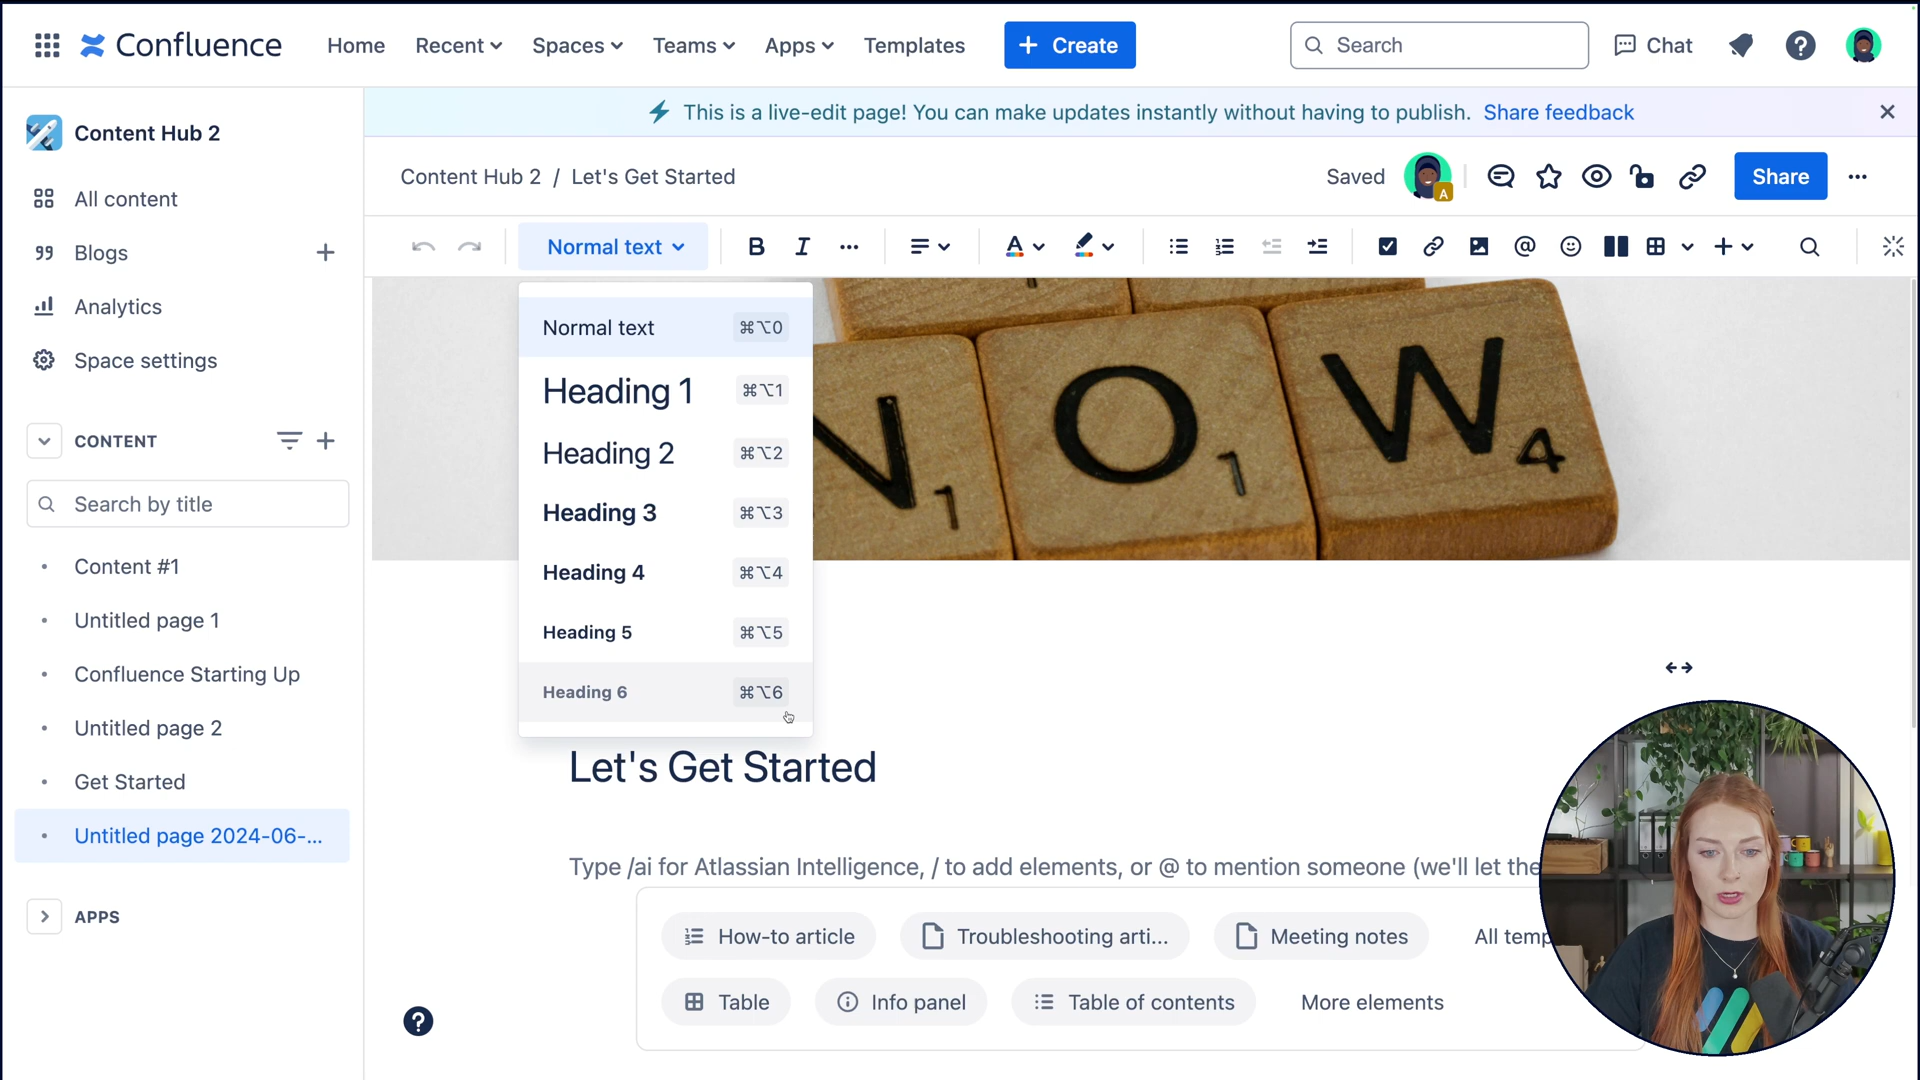 Confluence
Home
Recent
Spaces
Teams
Apps
Templates
+ Create
Search
Chat
Content Hub 2
All content
Blogs
Analytics
Space settings
CONTENT
Search by title
Content #1
Untitled page 1
Confluence Starting Up
Untitled page 2
Get Started
Untitled page 2024-06-...
APPS
This is a live-edit page! You can make updates instantly without having to publish. Share feedback
Content Hub 2 / Let's Get Started
Saved
A
Share
Normal text
B I
A
Normal text ⌘⌥0
Heading 1 ⌘⌥1
Heading 2 ⌘⌥2
Heading 3 ⌘⌥3
Heading 4 ⌘⌥4
Heading 5 ⌘⌥5
Heading 6 ⌘⌥6
N1 O1 W4
Let's Get Started
Type /ai for Atlassian Intelligence, / to add elements, or @ to mention someone (we'll let the
How-to article
Troubleshooting arti...
Meeting notes
All temp
Table
Info panel
Table of contents
More elements